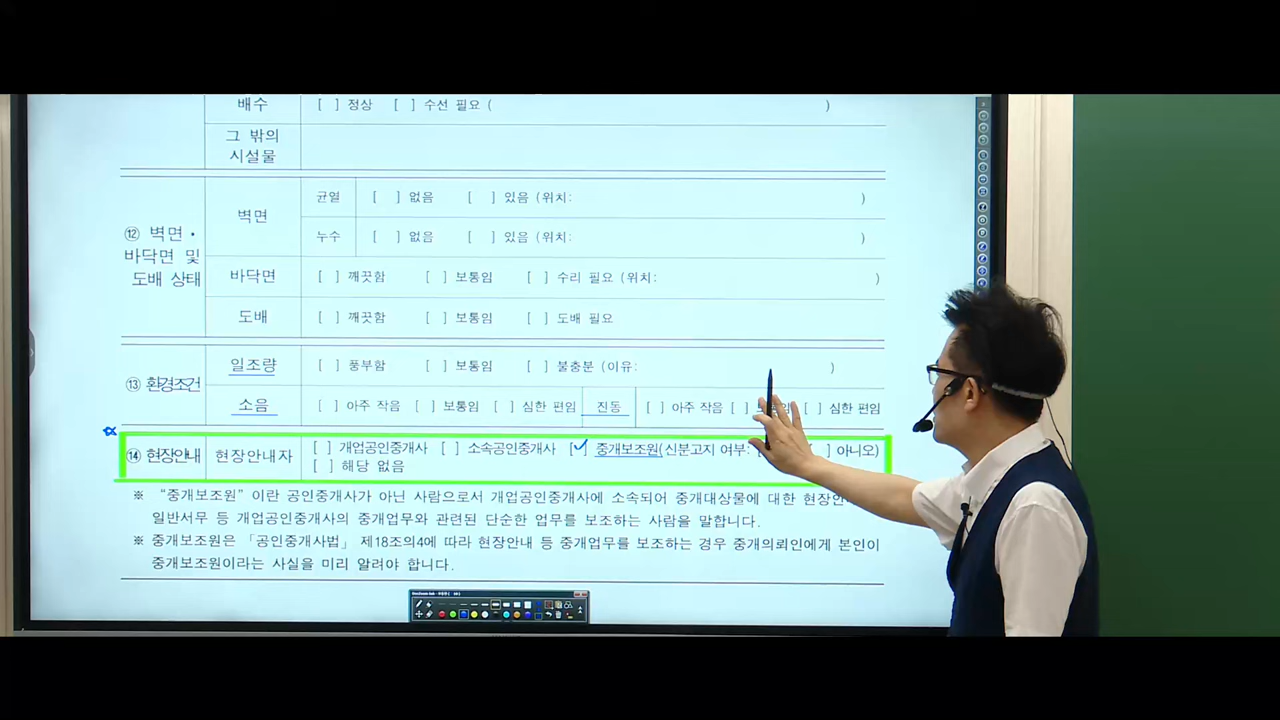 배수 [ ] 정상 [ ] 수선 필요 ( )
그 밖의
시설물
⑫ 벽면·
바닥면 및
도배 상태
벽면
균열 [ ] 없음 [ ] 있음 (위치: )
누수 [ ] 없음 [ ] 있음 (위치: )
바닥면 [ ] 깨끗함 [ ] 보통임 [ ] 수리 필요 (위치: )
도배 [ ] 깨끗함 [ ] 보통임 [ ] 도배 필요
⑬ 환경조건
일조량 [ ] 풍부함 [ ] 보통임 [ ] 불충분 (이유: )
소음 [ ] 아주 작음 [ ] 보통임 [ ] 심한 편임 진동 [ ] 아주 작음 [ ] [ ] 심한 편임
⑭ 현장안내 현장안내자 [ ] 개업공인중개사 [ ] 소속공인중개사 [✓] 중개보조원(신분고지 여부: [ ] 아니오)
[ ] 해당 없음
※ “중개보조원”이란 공인중개사가 아닌 사람으로서 개업공인중개사에 소속되어 중개대상물에 대한
일반서무 등 개업공인중개사의 중개업무와 관련된 단순한 업무를 보조하는 사람을 말합니다.
※ 중개보조원은 「공인중개사법」 제18조의4에 따라 현장안내 등 중개업무를 보조하는 경우 중개의뢰인에게 본인이
중개보조원이라는 사실을 미리 알려야 합니다.